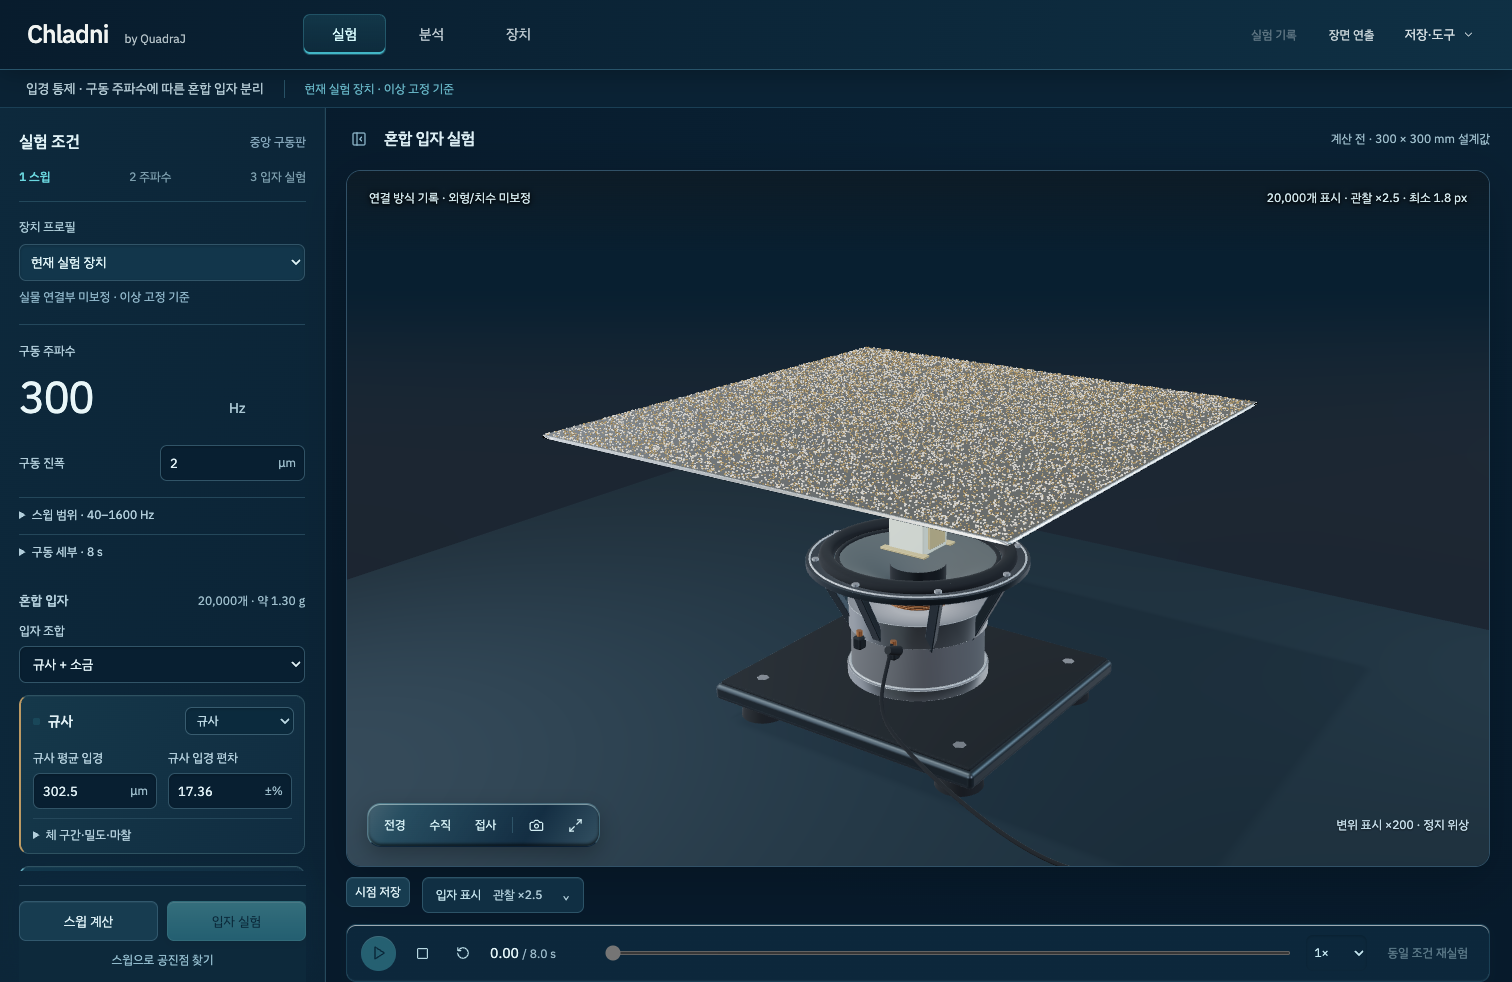 Chladni by QuadraJ
실험 분석 장치
실험 기록 장면 연출 저장·도구
입경 통제 · 구동 주파수에 따른 혼합 입자 분리 현재 실험 장치 · 이상 고정 기준
실험 조건 중앙 구동판
1 스윕 2 주파수 3 입자 실험
장치 프로필
현재 실험 장치
실물 연결부 미보정 · 이상 고정 기준
구동 주파수
300 Hz
구동 진폭 2 μm
스윕 범위 · 40–1600 Hz
구동 세부 · 8 s
혼합 입자 20,000개 · 약 1.30 g
입자 조합
규사 + 소금
규사 규사
규사 평균 입경 규사 입경 편차
302.5 μm 17.36 ±%
체 구간·밀도·마찰
스윕 계산 입자 실험
스윕으로 공진점 찾기
혼합 입자 실험 계산 전 · 300 × 300 mm 설계값
연결 방식 기록 · 외형/치수 미보정 20,000개 표시 · 관찰 ×2.5 · 최소 1.8 px
전경 수직 접사
변위 표시 ×200 · 정지 위상
시점 저장 입자 표시 관찰 ×2.5
0.00 / 8.0 s 1× 동일 조건 재실험